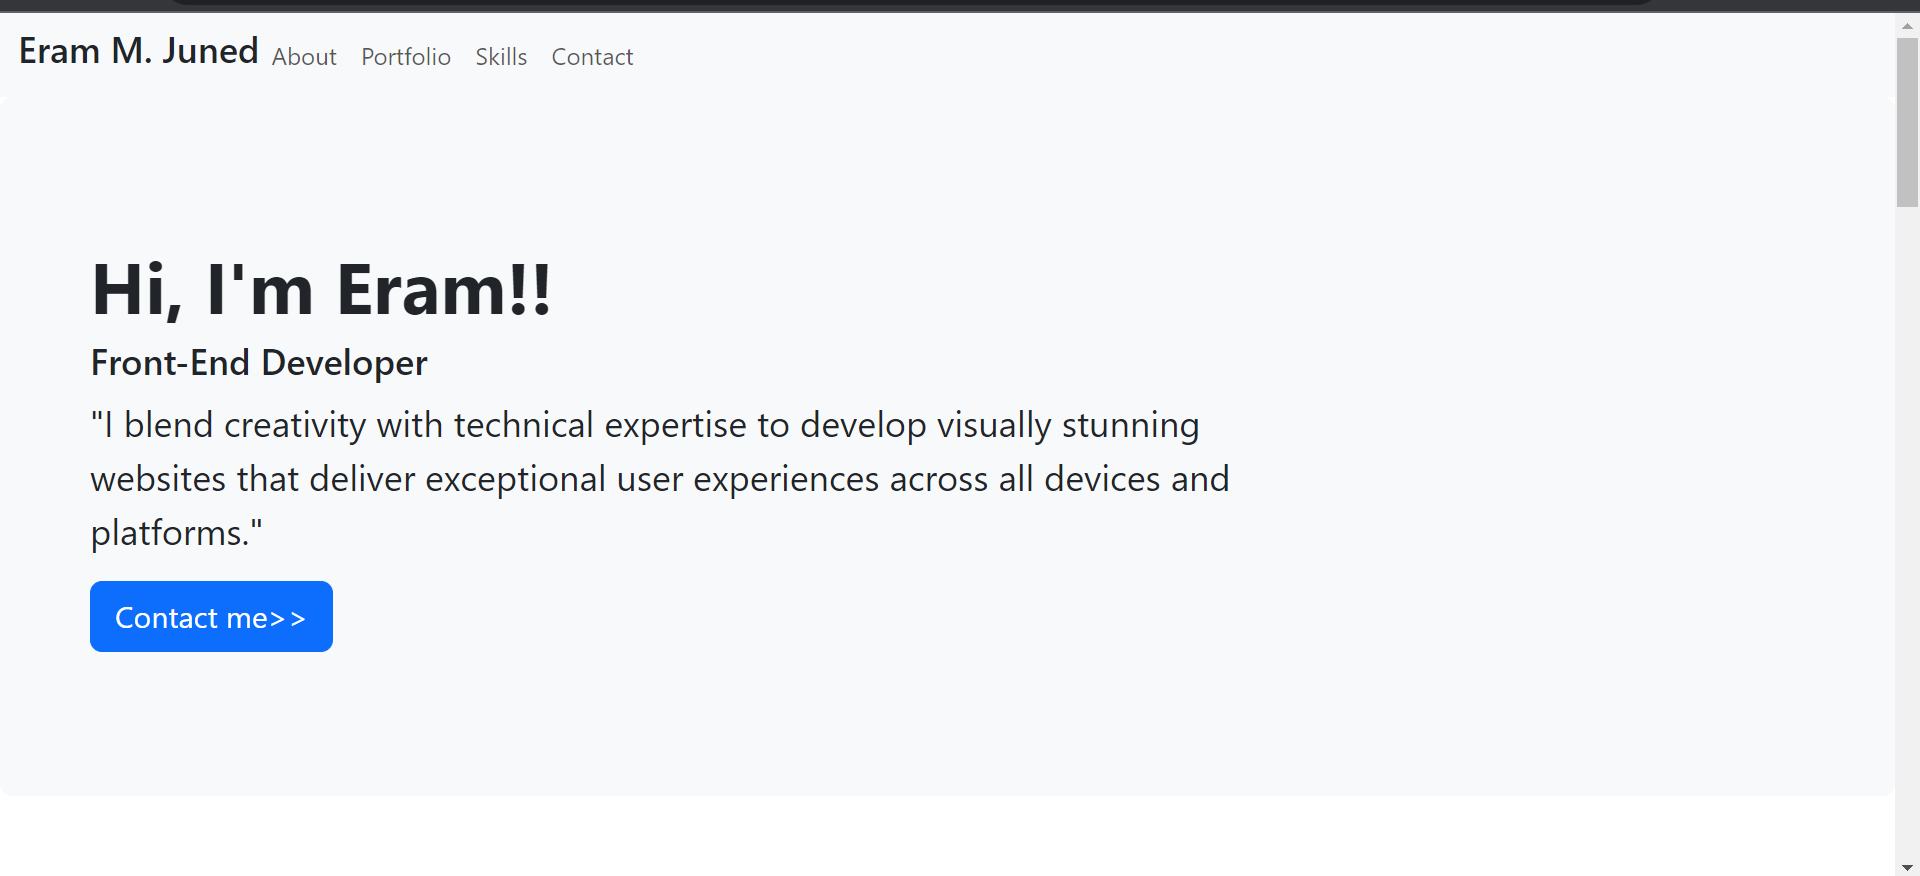 Eram M. Juned About Portfolio Skills Contact
Hi, I'm Eram!!
Front-End Developer
"I blend creativity with technical expertise to develop visually stunning
websites that deliver exceptional user experiences across all devices and
platforms."
Contact me>>